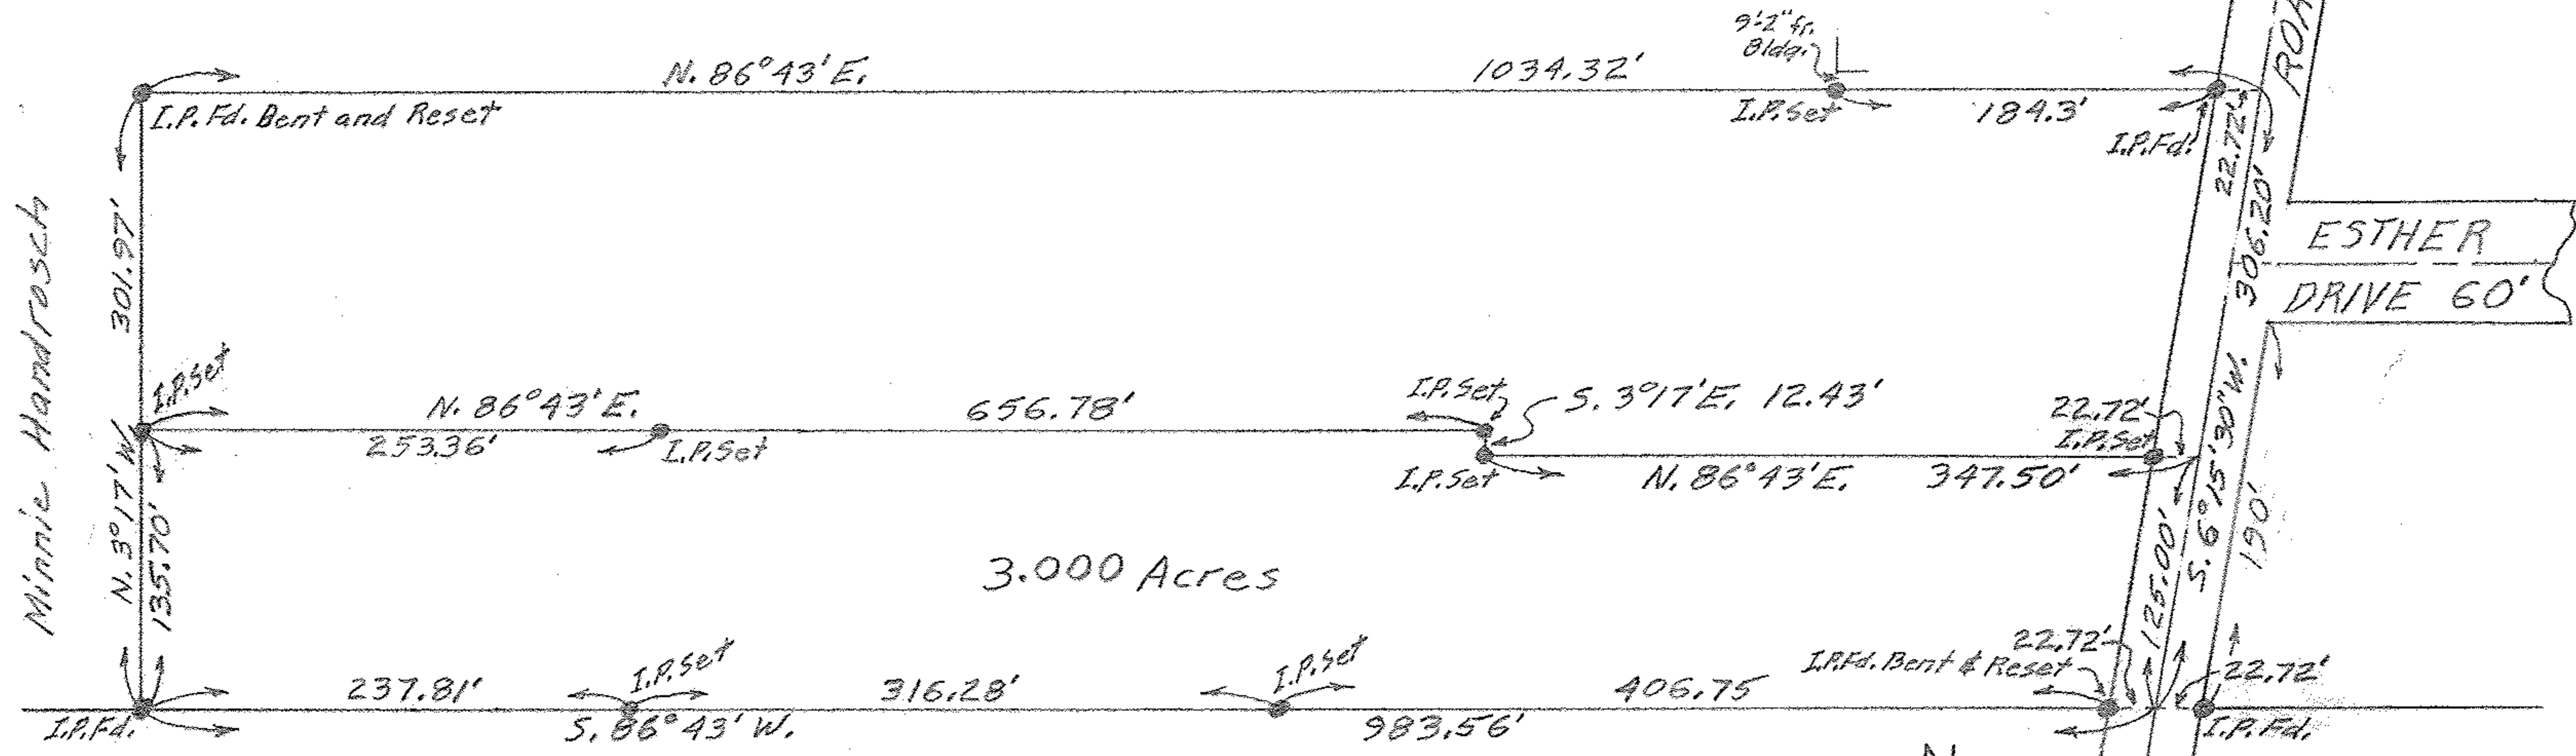 9'-2" fr.
Bldg.
N. 86°43'E.
1034.32'
I.P. Fd. Bent and Reset
I.P.Set
184.3'
I.P.Fd.
22.72'
306.20'
ESTHER
DRIVE 60'
Minnie Handrosch
301.97'
I.P.Set
N. 86°43'E.
656.78'
253.36'
I.P.Set
I.P.Set
S. 3°17'E. 12.43'
I.P.Set
N. 86°43'E.
347.50'
22.72'
I.P.Set
S. 6°15'30"W.
190'
N. 3°17' W.
135.70'
3.000 Acres
125.00'
22.72'
I.P.Fd. Bent & Reset
237.81'
I.P.Set
316.28'
I.P.Set
406.75
22.72'
I.P.Fd.
S. 86°43' W.
983.56'
I.P.Fd.
N